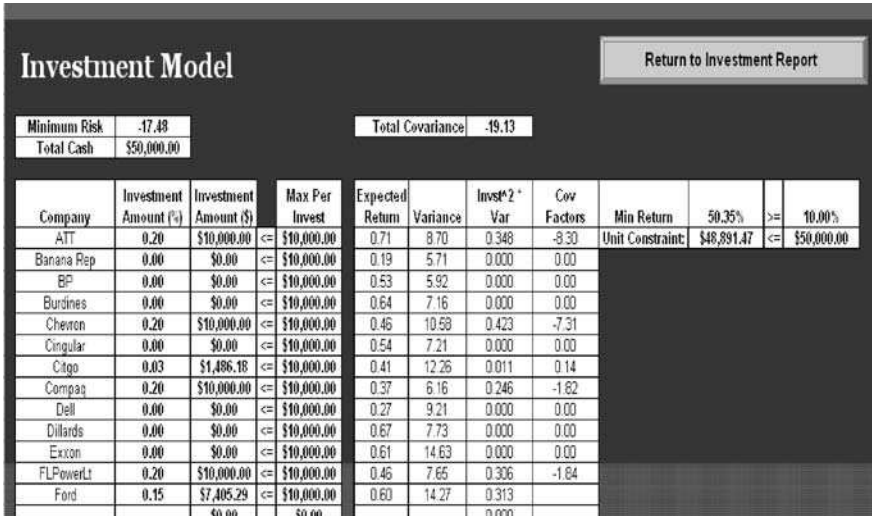 Investment Model
Return to Investment Report
Minimum Risk -17.48 Total Covariance -19.13
Total Cash $50,000.00
Investment Investment Max Per Expected Invst^2 * Cov
Company Amount (%) Amount ($) Invest Return Variance Var Factors Min Return 50.35% >= 10.00%
ATT 0.20 $10,000.00 <= $10,000.00 0.71 8.70 0.348 -8.30 Unit Constraint: $48,891.47 <= $50,000.00
Banana Rep 0.00 $0.00 <= $10,000.00 0.19 5.71 0.000 0.00
BP 0.00 $0.00 <= $10,000.00 0.53 5.92 0.000 0.00
Burdines 0.00 $0.00 <= $10,000.00 0.64 7.16 0.000 0.00
Chevron 0.20 $10,000.00 <= $10,000.00 0.46 10.58 0.423 -7.31
Cingular 0.00 $0.00 <= $10,000.00 0.54 7.21 0.000 0.00
Citgo 0.03 $1,486.18 <= $10,000.00 0.41 12.26 0.011 0.14
Compaq 0.20 $10,000.00 <= $10,000.00 0.37 6.16 0.246 -1.82
Dell 0.00 $0.00 <= $10,000.00 0.27 9.21 0.000 0.00
Dillards 0.00 $0.00 <= $10,000.00 0.67 7.73 0.000 0.00
Exxon 0.00 $0.00 <= $10,000.00 0.61 14.63 0.000 0.00
FLPowerLt 0.20 $10,000.00 <= $10,000.00 0.46 7.65 0.306 -1.84
Ford 0.15 $7,405.29 <= $10,000.00 0.60 14.27 0.313
$0.00 $0.00 0.000